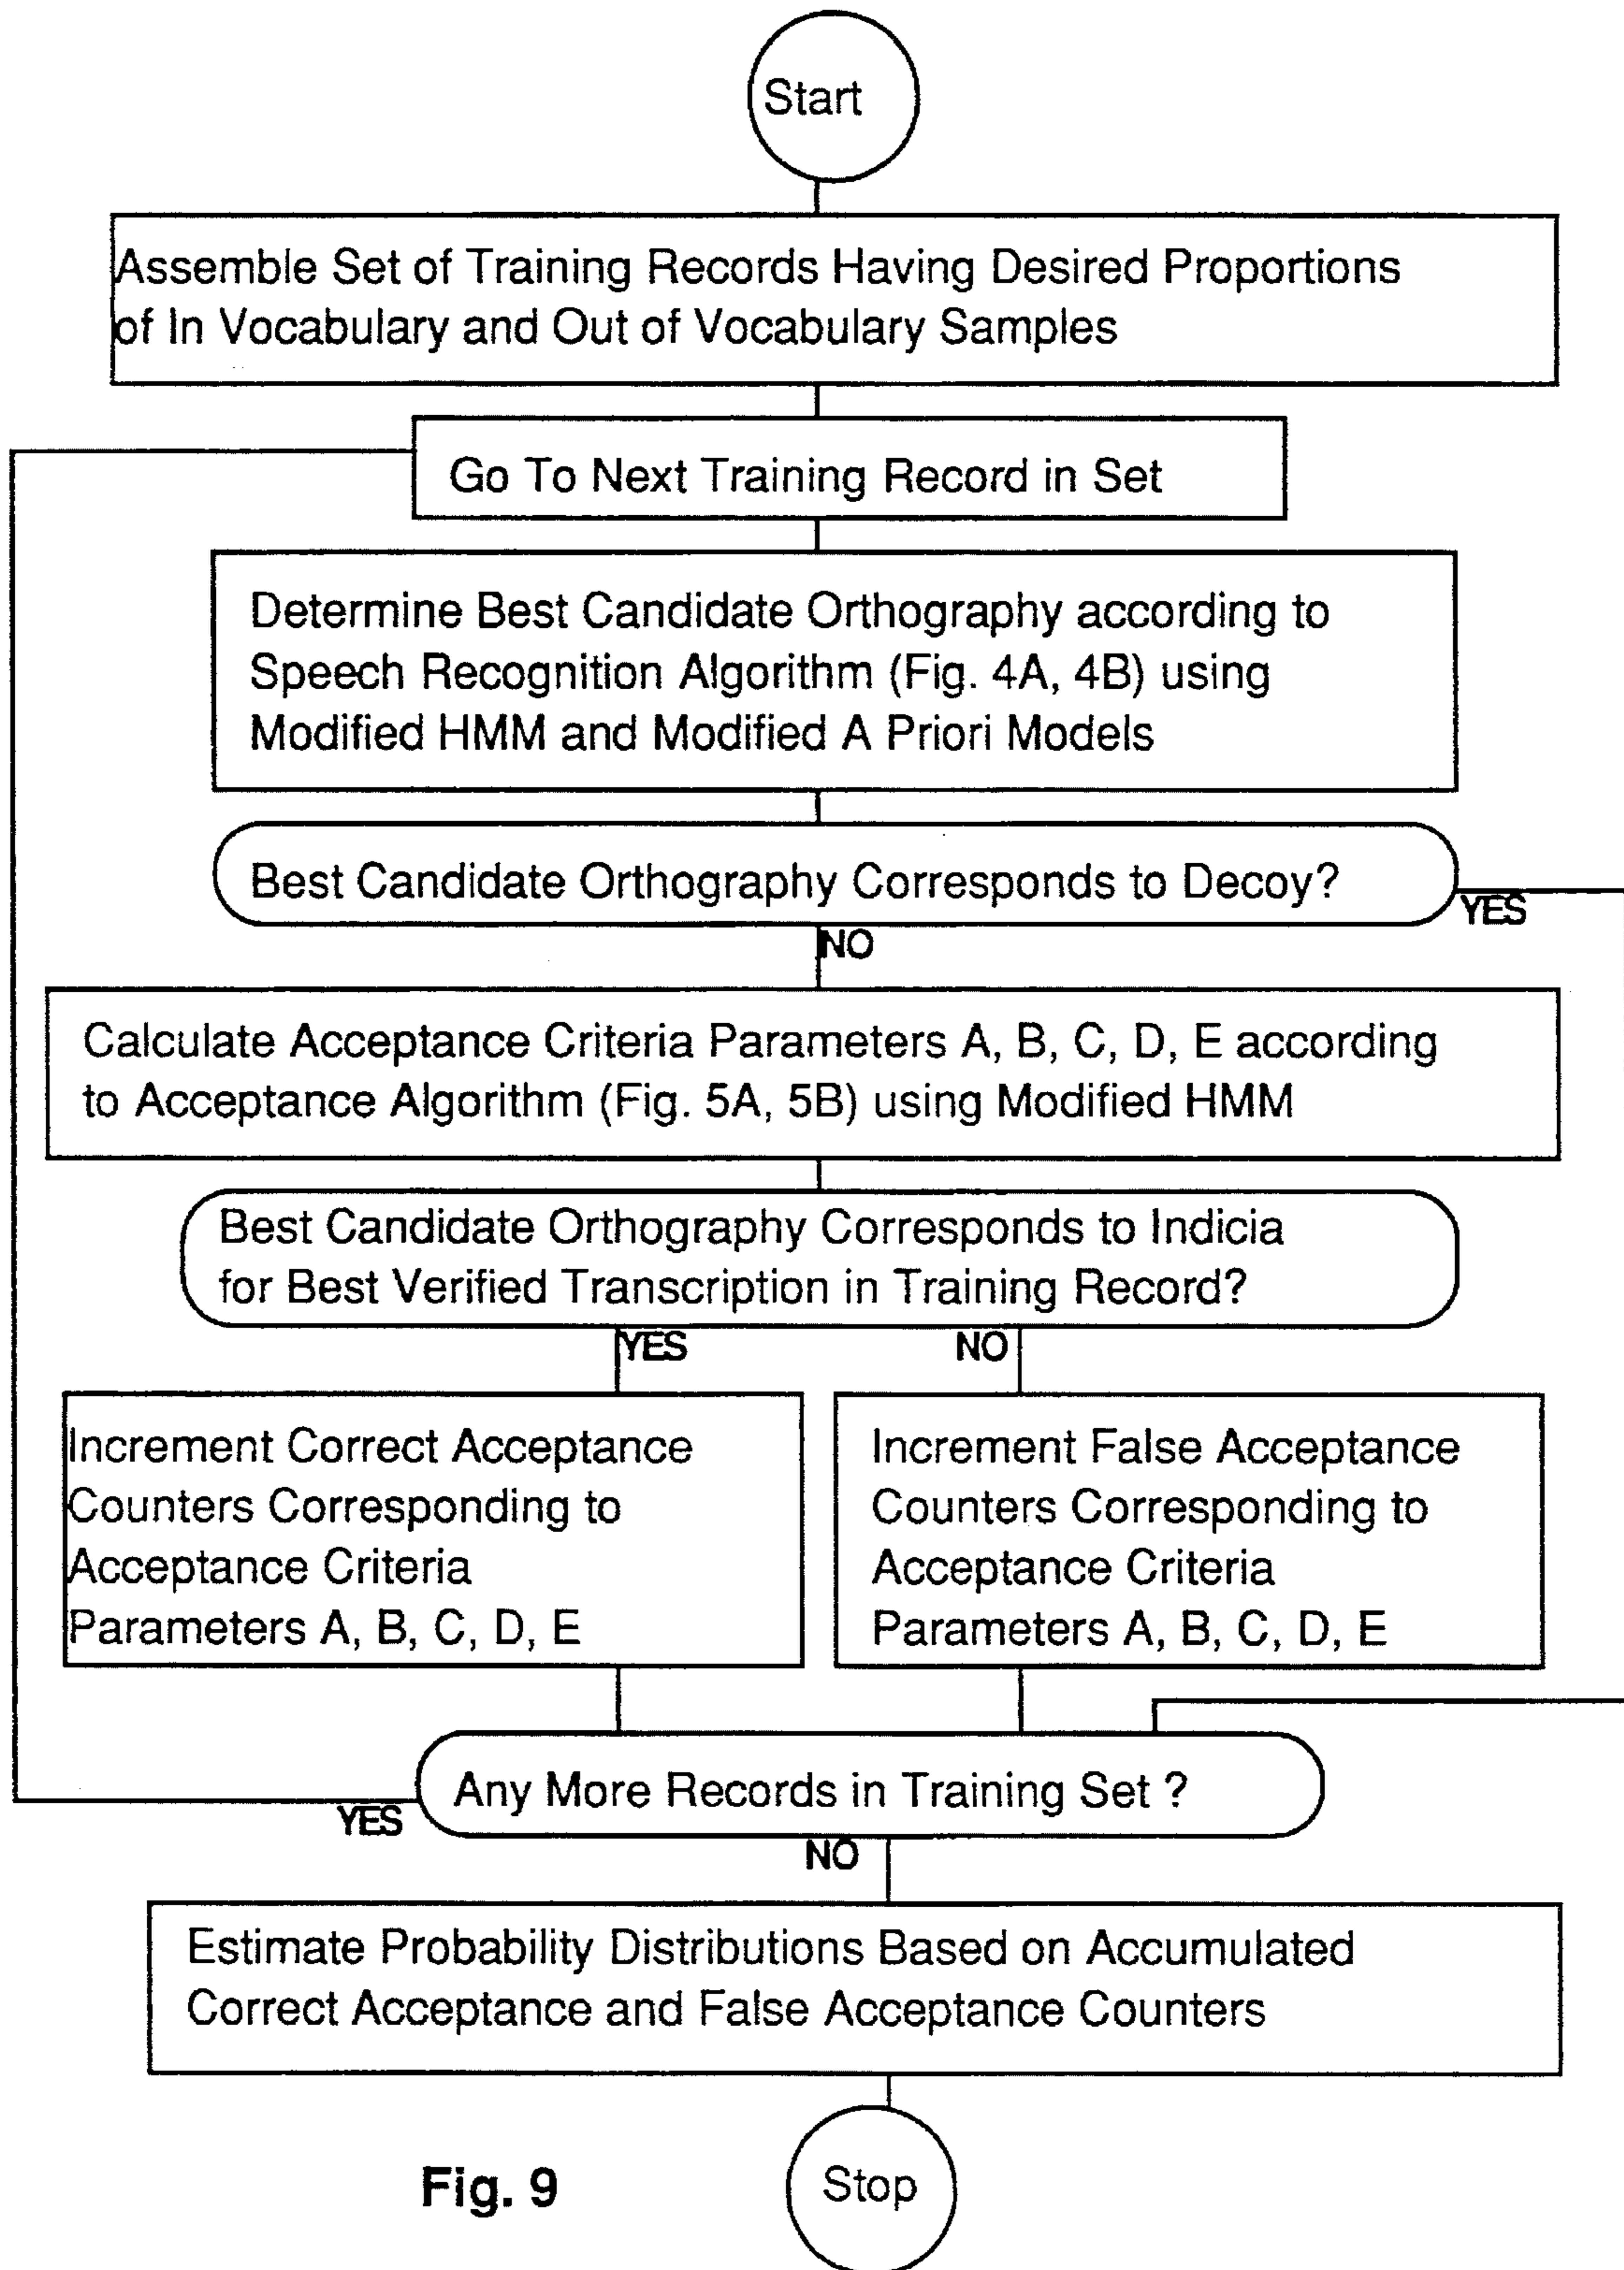 Start
Assemble Set of Training Records Having Desired Proportions
of In Vocabulary and Out of Vocabulary Samples
Go To Next Training Record in Set
Determine Best Candidate Orthography according to
Speech Recognition Algorithm (Fig. 4A, 4B) using
Modified HMM and Modified A Priori Models
Best Candidate Orthography Corresponds to Decoy?
YES
NO
Calculate Acceptance Criteria Parameters A, B, C, D, E according
to Acceptance Algorithm (Fig. 5A, 5B) using Modified HMM
Best Candidate Orthography Corresponds to Indicia
for Best Verified Transcription in Training Record?
YES
NO
Increment Correct Acceptance
Counters Corresponding to
Acceptance Criteria
Parameters A, B, C, D, E
Increment False Acceptance
Counters Corresponding to
Acceptance Criteria
Parameters A, B, C, D, E
Any More Records in Training Set ?
YES
NO
Estimate Probability Distributions Based on Accumulated
Correct Acceptance and False Acceptance Counters
Fig. 9
Stop